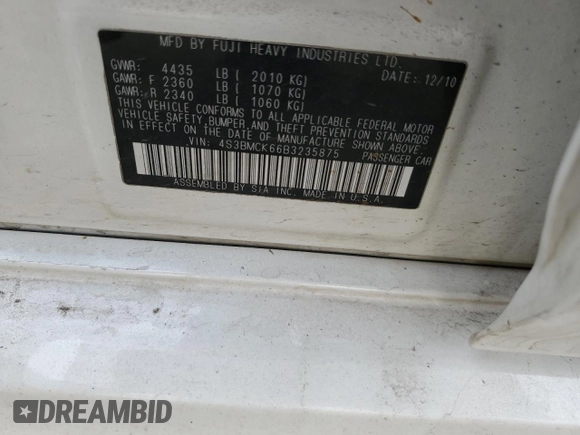 MFD BY FUJI HEAVY INDUSTRIES LTD.
GVWR: 4435 LB ( 2010 KG) DATE: 12/10
GAWR: F 2360 LB ( 1070 KG)
GAWR: R 2340 LB ( 1060 KG)
THIS VEHICLE CONFORMS TO ALL APPLICABLE FEDERAL MOTOR
VEHICLE SAFETY, BUMPER, AND THEFT PREVENTION STANDARDS
IN EFFECT ON THE DATE OF MANUFACTURE SHOWN ABOVE.
VIN: 4S3BMCK66B3235875 PASSENGER CAR
ASSEMBLED BY SIA INC. MADE IN U.S.A.
DREAMBID